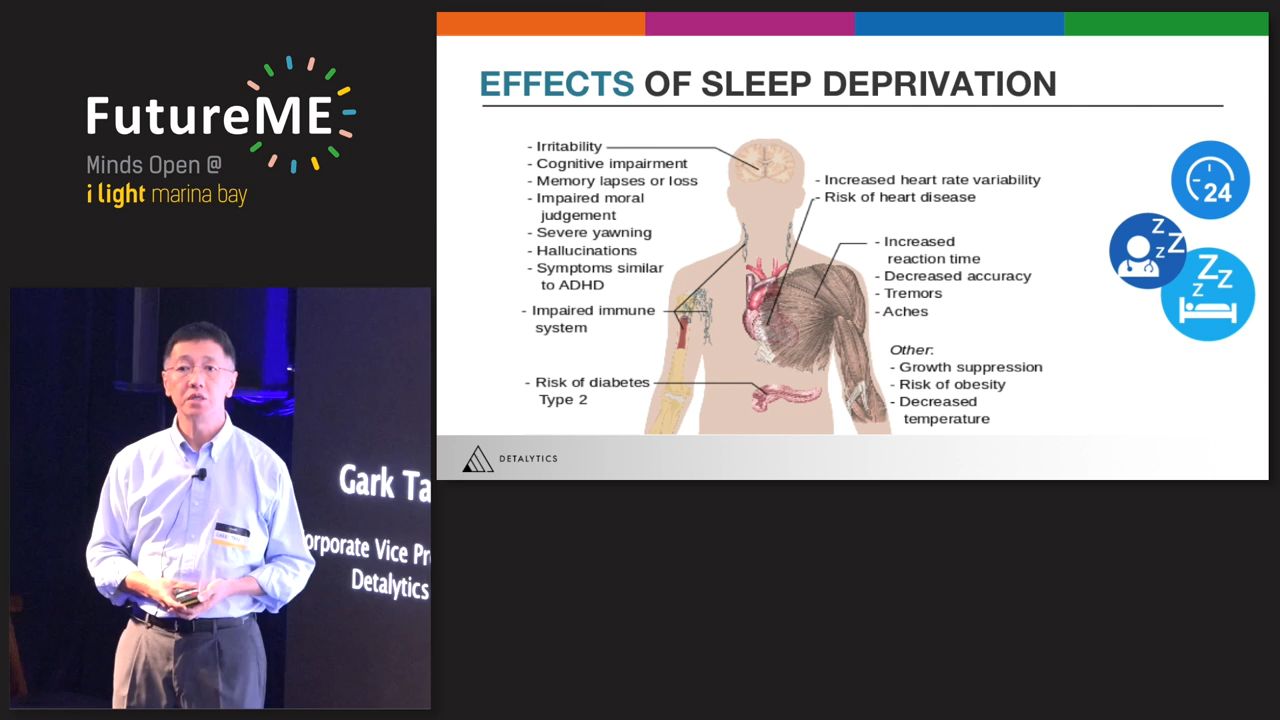 FutureME
Minds Open @
i light marina bay
EFFECTS OF SLEEP DEPRIVATION
- Irritability
- Cognitive impairment
- Memory lapses or loss
- Impaired moral
judgement
- Severe yawning
- Hallucinations
- Symptoms similar
to ADHD
- Impaired immune
system
- Risk of diabetes
Type 2
- Increased heart rate variability
- Risk of heart disease
- Increased
reaction time
- Decreased accuracy
- Tremors
- Aches
Other:
- Growth suppression
- Risk of obesity
- Decreased
temperature
24
Z
z Z
z
Z
z Z
z
DETALYTICS
Gark Ta
orporate Vice Pr
Detalytics